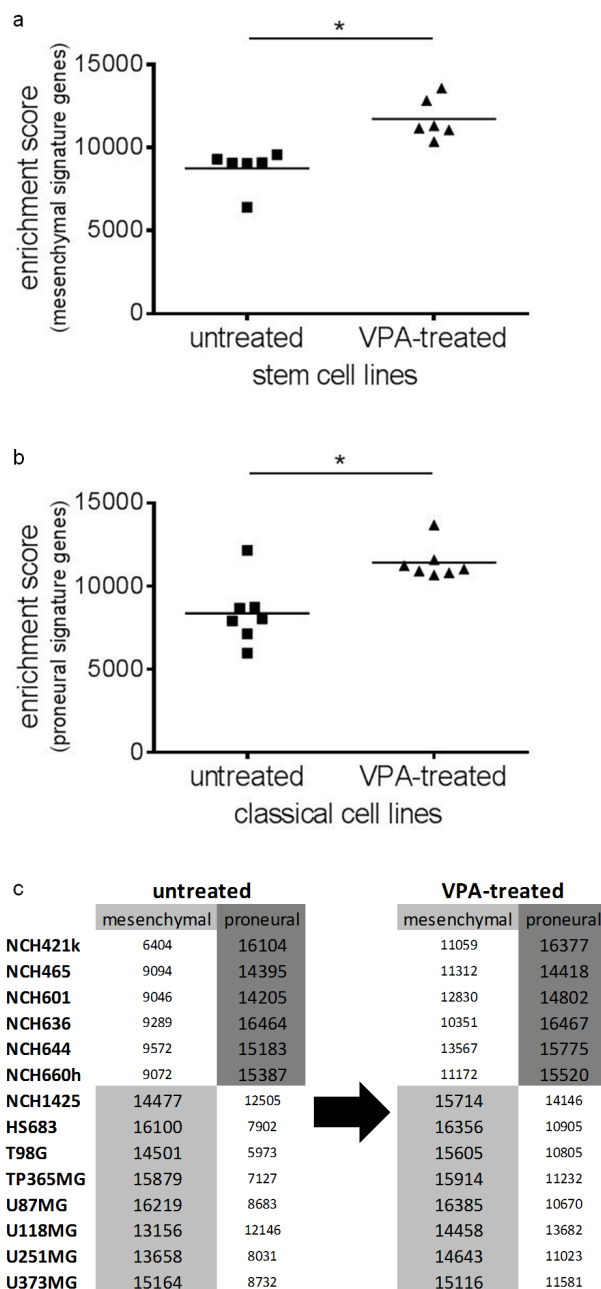 a
*
15000
10000
5000
0
enrichment score
(mesenchymal signature genes)
untreated VPA-treated
stem cell lines
b
*
15000
10000
5000
0
enrichment score
(proneural signature genes)
untreated VPA-treated
classical cell lines
c
untreated VPA-treated
mesenchymal proneural mesenchymal proneural
NCH421k 6404 16104 11059 16377
NCH465 9094 14395 11312 14418
NCH601 9046 14205 12830 14802
NCH636 9289 16464 10351 16467
NCH644 9572 15183 13567 15775
NCH660h 9072 15387 11172 15520
NCH1425 14477 12505 15714 14146
HS683 16100 7902 16356 10905
T98G 14501 5973 15605 10805
TP365MG 15879 7127 15914 11232
U87MG 16219 8683 16385 10670
U118MG 13156 12146 14458 13682
U251MG 13658 8031 14643 11023
U373MG 15164 8732 15116 11581